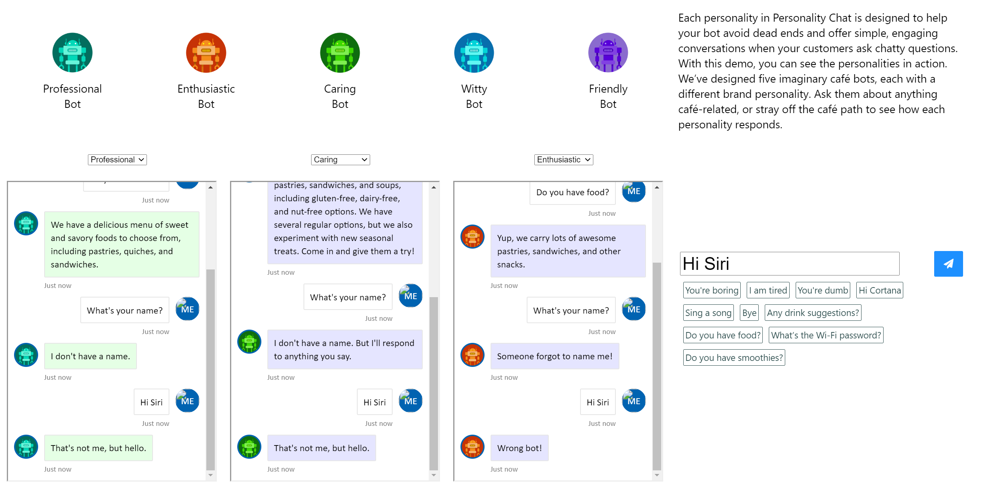 Professional
Bot
Enthusiastic
Bot
Caring
Bot
Witty
Bot
Friendly
Bot
Each personality in Personality Chat is designed to help
your bot avoid dead ends and offer simple, engaging
conversations when your customers ask chatty questions.
With this demo, you can see the personalities in action.
We’ve designed five imaginary café bots, each with a
different brand personality. Ask them about anything
café-related, or stray off the café path to see how each
personality responds.
Professional
Just now
We have a delicious menu of sweet
and savory foods to choose from,
including pastries, quiches, and
sandwiches.
Just now
What's your name?
ME
Just now
I don't have a name.
Just now
Hi Siri
ME
Just now
That's not me, but hello.
Just now
Caring
pastries, sandwiches, and soups,
including gluten-free, dairy-free,
and nut-free options. We have
several regular options, but we also
experiment with new seasonal
treats. Come in and give them a try!
Just now
What's your name?
ME
Just now
I don't have a name. But I'll respond
to anything you say.
Just now
Hi Siri
ME
Just now
That's not me, but hello.
Just now
Enthusiastic
Do you have food?
ME
Just now
Yup, we carry lots of awesome
pastries, sandwiches, and other
snacks.
Just now
What's your name?
ME
Just now
Someone forgot to name me!
Just now
Hi Siri
ME
Just now
Wrong bot!
Just now
Hi Siri
You're boring
I am tired
You're dumb
Hi Cortana
Sing a song
Bye
Any drink suggestions?
Do you have food?
What’s the Wi-Fi password?
Do you have smoothies?